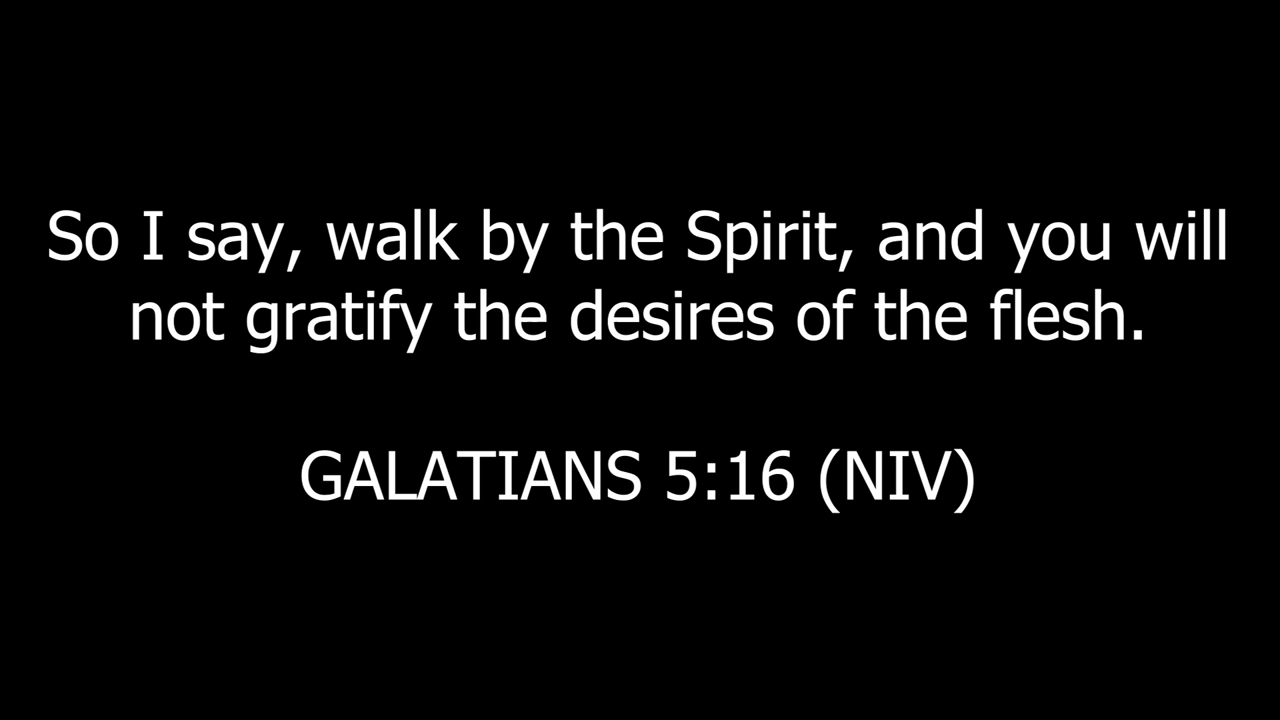 So I say, walk by the Spirit, and you will
not gratify the desires of the flesh.
GALATIANS 5:16 (NIV)